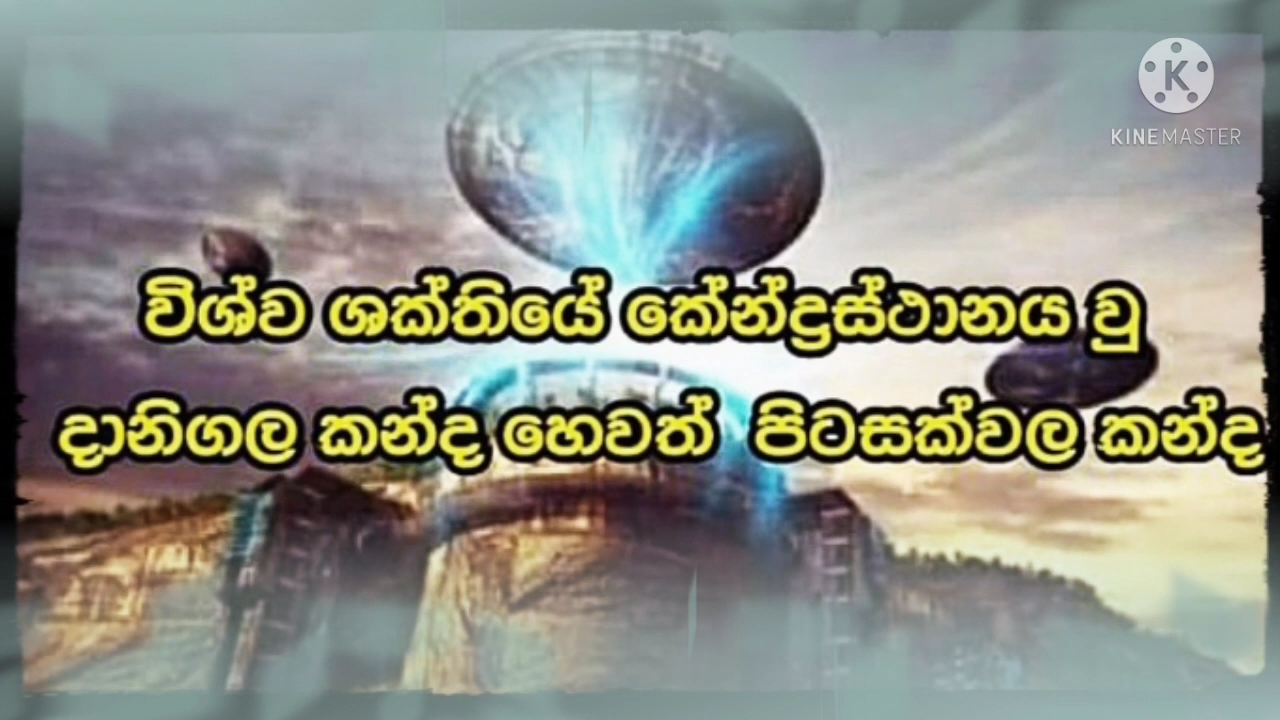 KINEMASTER
විශ්ව ශක්තියේ කේන්ද්‍රස්ථානය වු
දානිගල කන්ද හෙවත් පිටසක්වල කන්ද